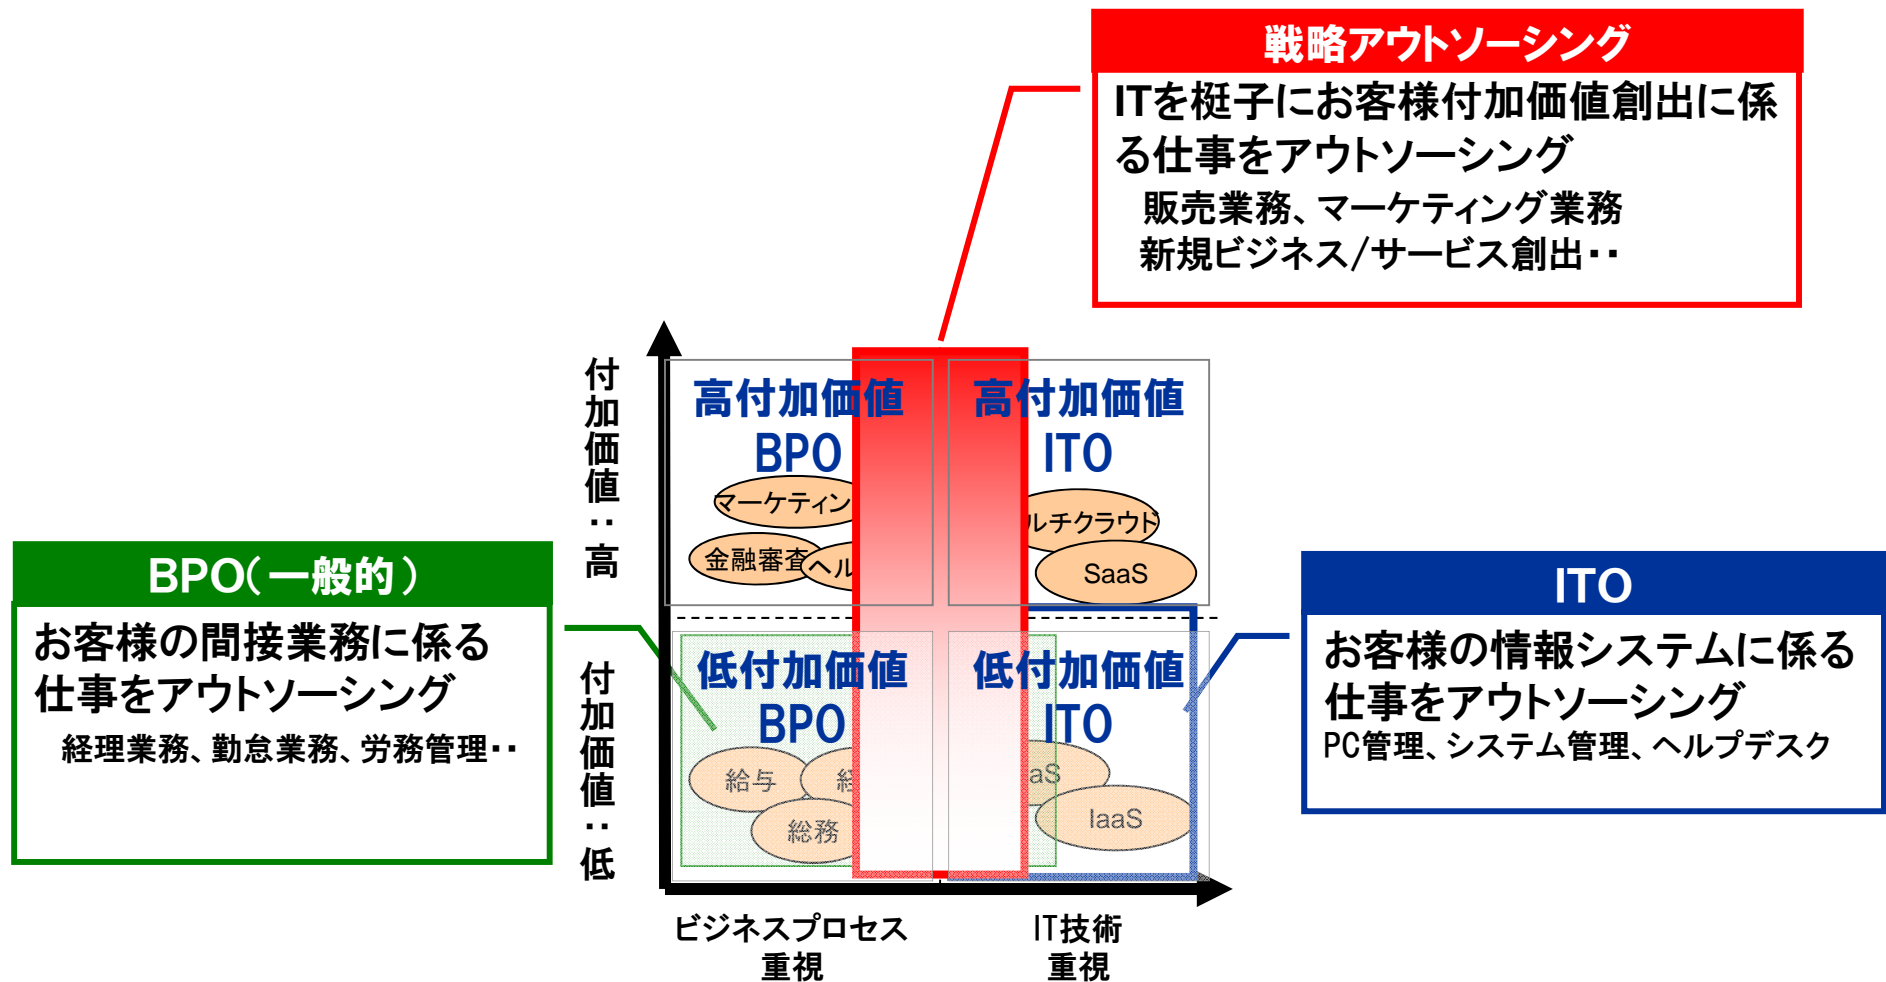 戦略アウトソーシング
ITを梃子にお客様付加価値創出に係
る仕事をアウトソーシング
販売業務、マーケティング業務
新規ビジネス/サービス創出・・
付加価値：高
高付加価値
BPO
マーケティン
金融審査
ヘル
高付加価値
ITO
ルチクラウド
SaaS
BPO（一般的）
お客様の間接業務に係る
仕事をアウトソーシング
経理業務、勤怠業務、労務管理・・
付加価値：低
低付加価値
BPO
給与
経
総務
低付加価値
ITO
aS
IaaS
ITO
お客様の情報システムに係る
仕事をアウトソーシング
PC管理、システム管理、ヘルプデスク
ビジネスプロセス
重視
IT技術
重視